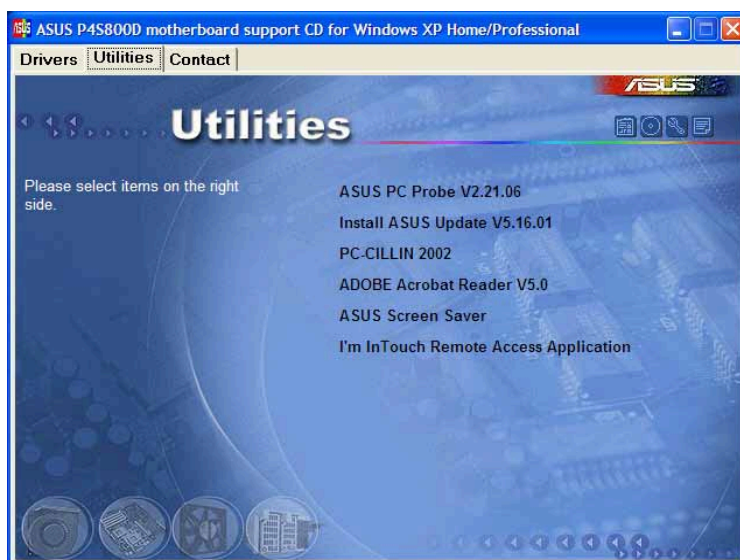 ASUS P4S800D motherboard support CD for Windows XP Home/Professional
Drivers Utilities Contact
ASUS
Utilities
Please select items on the right
side.
ASUS PC Probe V2.21.06
Install ASUS Update V5.16.01
PC-CILLIN 2002
ADOBE Acrobat Reader V5.0
ASUS Screen Saver
I'm InTouch Remote Access Application